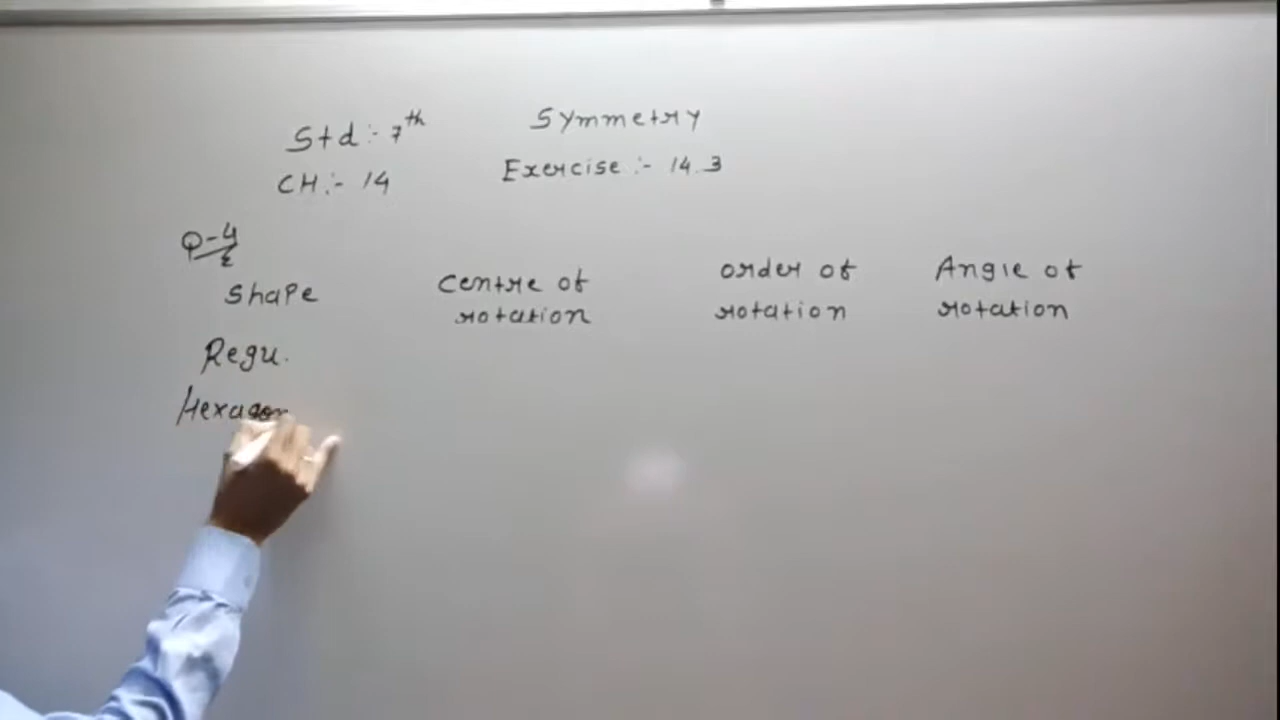 Std :- 7th
Symmetry
CH :- 14
Exercise :- 14.3
Q-4
Shape
Centre of rotation
order of rotation
Angle of rotation
Regu.
Hexagon